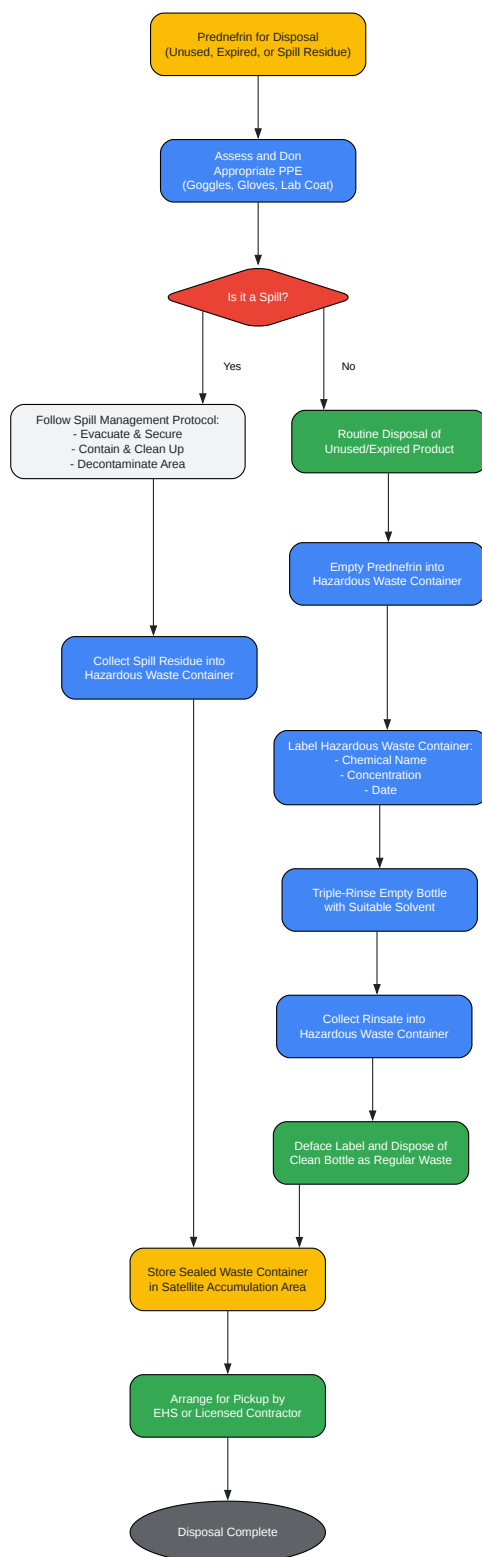 Prednefrin for Disposal
(Unused, Expired, or Spill Residue)
Assess and Don
Appropriate PPE
(Goggles, Gloves, Lab Coat)
Is it a Spill?
Yes
No
Follow Spill Management Protocol:
- Evacuate & Secure
- Contain & Clean Up
- Decontaminate Area
Routine Disposal of
Unused/Expired Product
Empty Prednefrin into
Hazardous Waste Container
Collect Spill Residue into
Hazardous Waste Container
Label Hazardous Waste Container:
- Chemical Name
- Concentration
- Date
Triple-Rinse Empty Bottle
with Suitable Solvent
Collect Rinsate into
Hazardous Waste Container
Deface Label and Dispose of
Clean Bottle as Regular Waste
Store Sealed Waste Container
in Satellite Accumulation Area
Arrange for Pickup by
EHS or Licensed Contractor
Disposal Complete